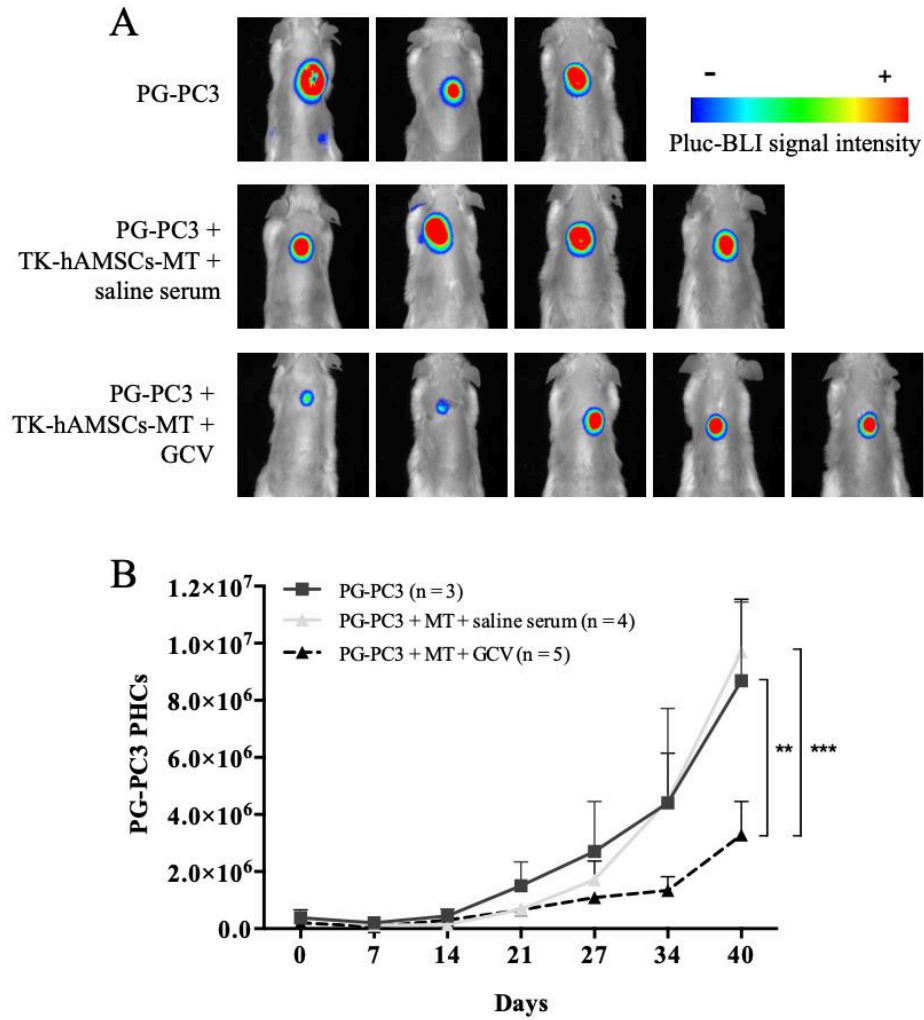 A
PG-PC3
- +
Pluc-BLI signal intensity
PG-PC3 +
TK-hAMSCs-MT +
saline serum
PG-PC3 +
TK-hAMSCs-MT +
GCV
B
PG-PC3 PHCs
1.2×10⁷
1.0×10⁷
8.0×10⁶
6.0×10⁶
4.0×10⁶
2.0×10⁶
0.0
PG-PC3 (n = 3)
PG-PC3 + MT + saline serum (n = 4)
PG-PC3 + MT + GCV (n = 5)
** ***
0 7 14 21 27 34 40
Days